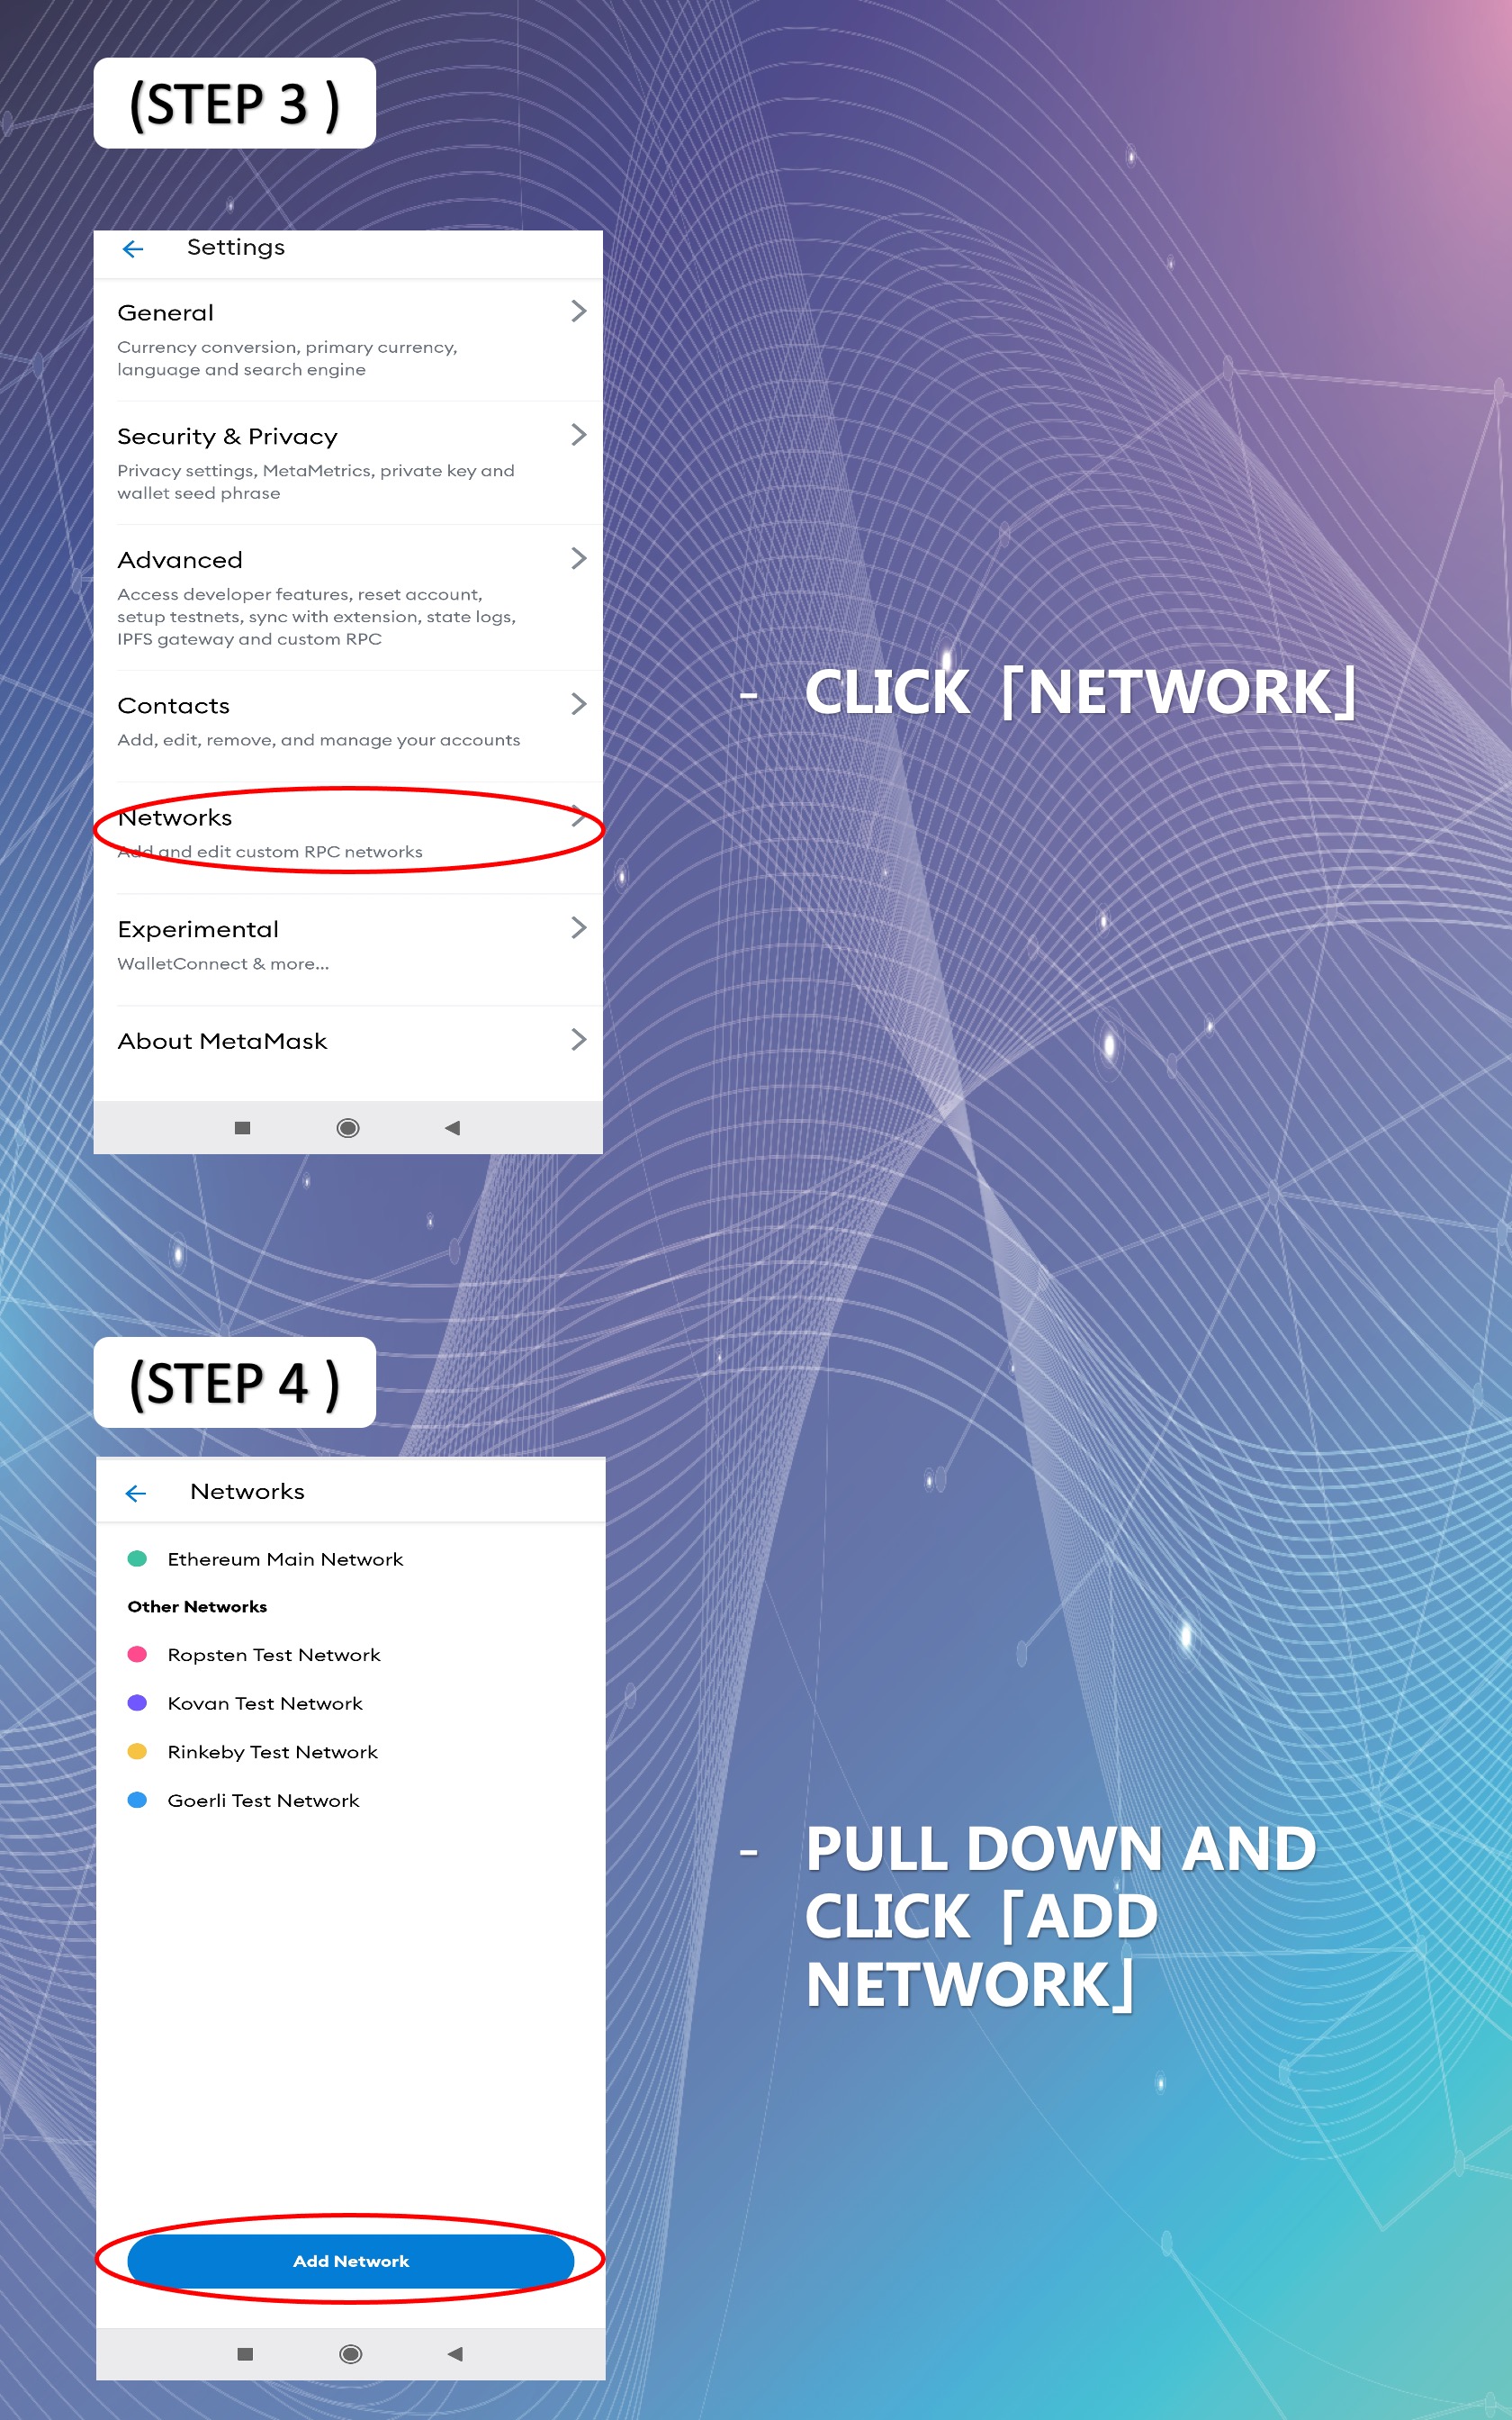 (STEP 3 )
Settings
General
Currency conversion, primary currency,
language and search engine
Security & Privacy
Privacy settings, MetaMetrics, private key and
wallet seed phrase
Advanced
Access developer features, reset account,
setup testnets, sync with extension, state logs,
IPFS gateway and custom RPC
Contacts
Add, edit, remove, and manage your accounts
Networks
Add and edit custom RPC networks
Experimental
WalletConnect & more...
About MetaMask
- CLICK「NETWORK」
(STEP 4 )
Networks
Ethereum Main Network
Other Networks
Ropsten Test Network
Kovan Test Network
Rinkeby Test Network
Goerli Test Network
Add Network
- PULL DOWN AND
CLICK「ADD
NETWORK」